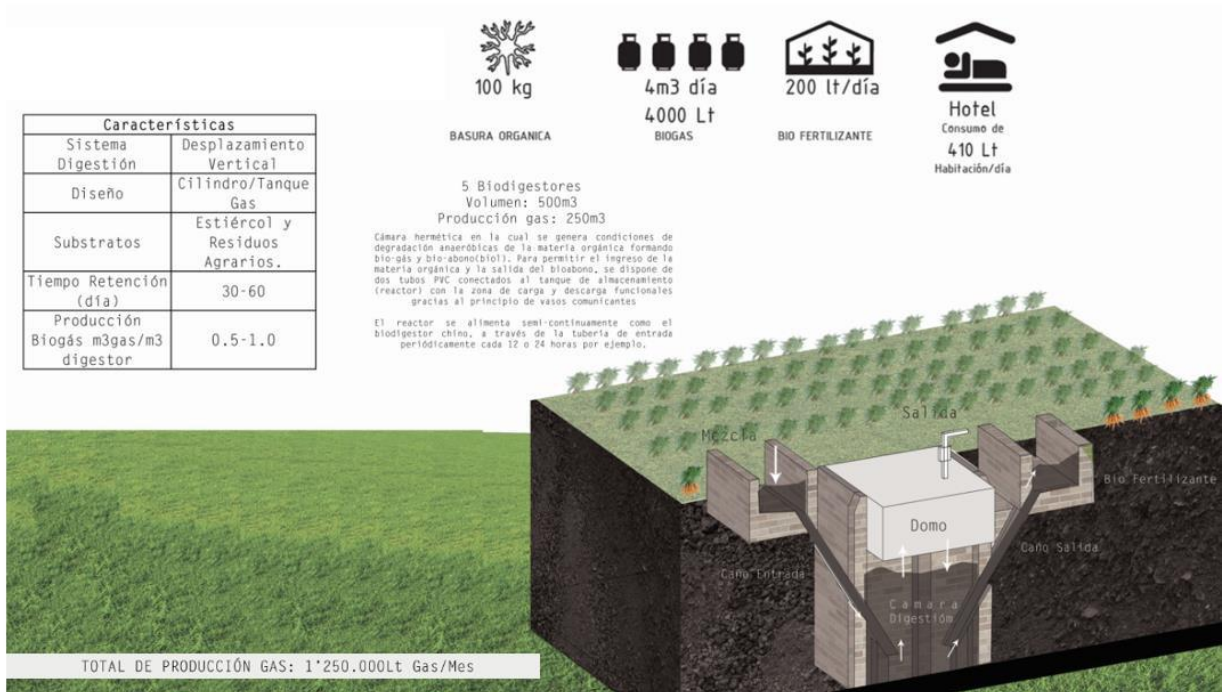 100 kg
BASURA ORGANICA
4m3 día
4000 Lt
BIOGAS
200 lt/día
BIO FERTILIZANTE
Hotel
Consumo de
410 Lt
Habitación/día
Características
Sistema
Digestión
Desplazamiento
Vertical
Diseño
Cilindro/Tanque
Gas
Substratos
Estiércol y
Residuos
Agrarios.
Tiempo Retención
(día)
30-60
Producción
Biogás m3gas/m3
digestor
0.5-1.0
5 Biodigestores
Volumen: 500m3
Producción gas: 250m3
Cámara hermética en la cual se genera condiciones de
degradación anaeróbicas de la materia orgánica formando
bio-gás y bio-abono(biol). Para permitir el ingreso de la
materia orgánica y la salida del bioabono, se dispone de
dos tubos PVC conectados al tanque de almacenamiento
(reactor) con la zona de carga y descarga funcionales
gracias al principio de vasos comunicantes
El reactor se alimenta semi-continuamente como el
biodigestor chino, a través de la tubería de entrada
periódicamente cada 12 o 24 horas por ejemplo.
Salida
Mezcla
Bio Fertilizante
Domo
Caño Salida
Caño Entrada
Camara
Digestión
TOTAL DE PRODUCCIÓN GAS: 1'250.000Lt Gas/Mes